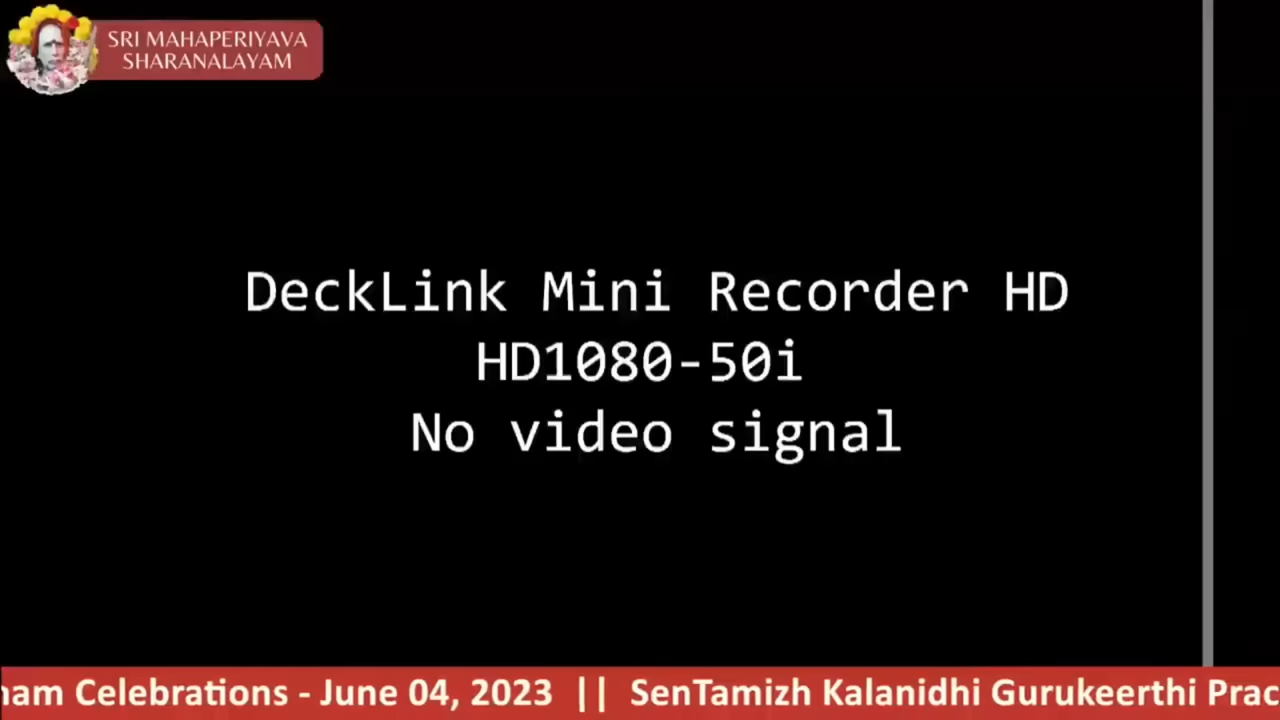 SRI MAHAPERIYAVA
SHARANALAYAM
DeckLink Mini Recorder HD
HD1080-50i
No video signal
Celebrations - June 04, 2023 || SenTamizh Kalanidhi Gurukeerthi